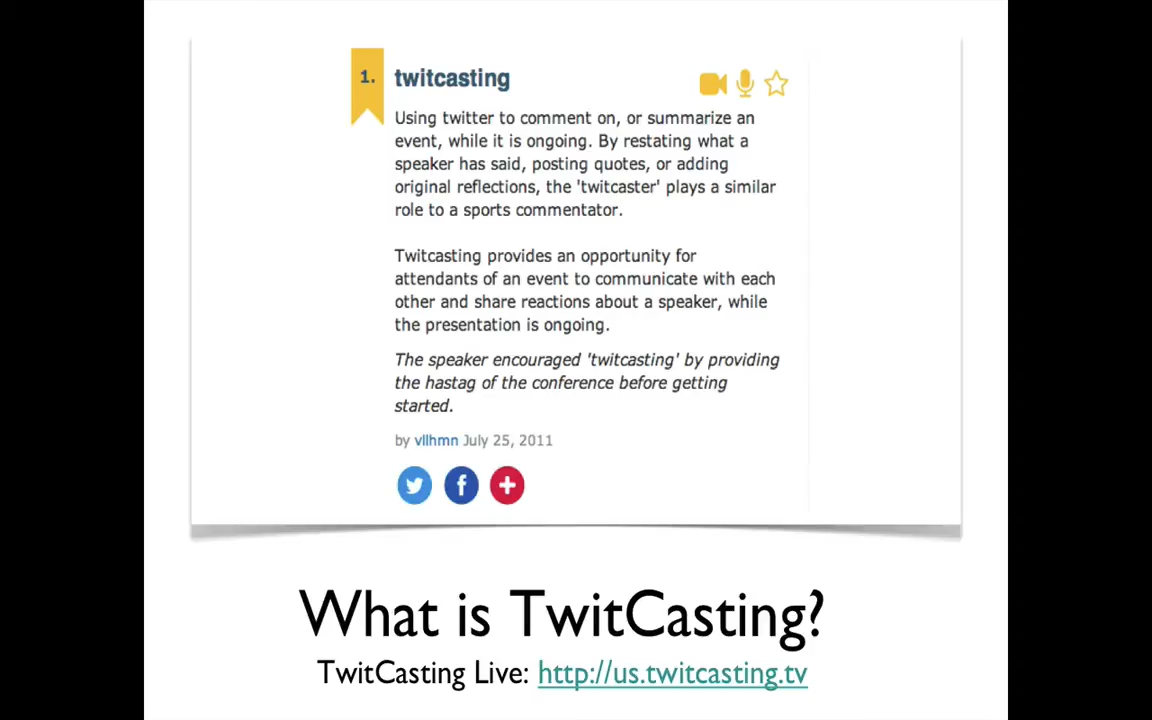 1. twitcasting
Using twitter to comment on, or summarize an
event, while it is ongoing. By restating what a
speaker has said, posting quotes, or adding
original reflections, the 'twitcaster' plays a similar
role to a sports commentator.
Twitcasting provides an opportunity for
attendants of an event to communicate with each
other and share reactions about a speaker, while
the presentation is ongoing.
The speaker encouraged 'twitcasting' by providing
the hastag of the conference before getting
started.
by vllhmn July 25, 2011
What is TwitCasting?
TwitCasting Live: http://us.twitcasting.tv